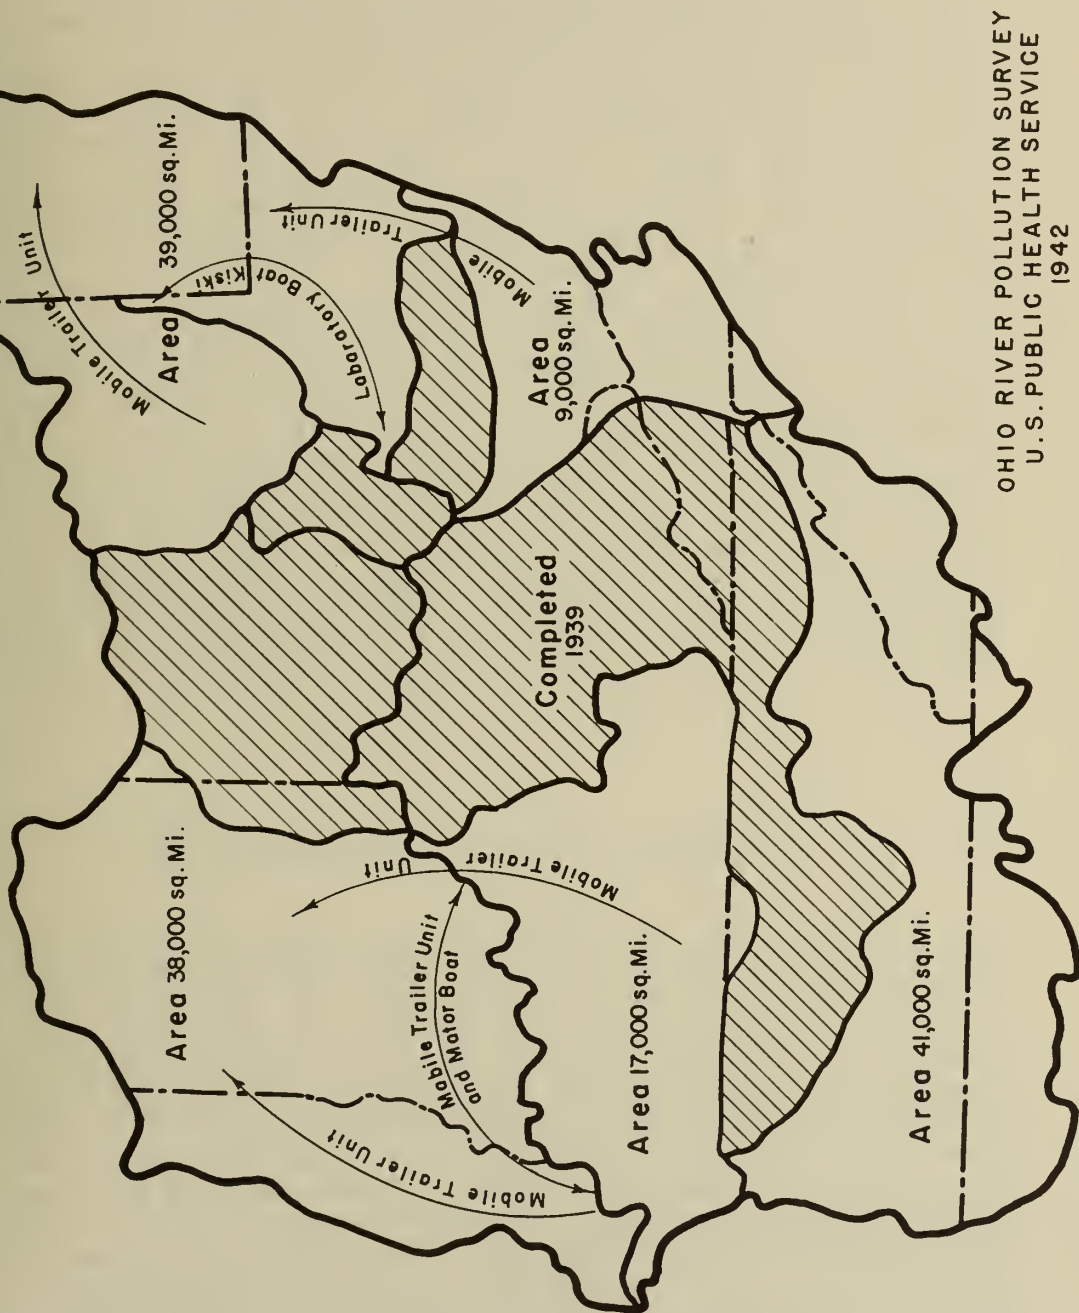 Mobile Trailer Unit
Area 39,000 sq. Mi.
Labaratory Boat Kiski
Mobile Trailer Unit
Area
9,000 sq. Mi.
Completed
1939
Area 38,000 sq. Mi.
Mobile Trailer Unit
Mobile Trailer Unit
and Motor Boat
Mobile Trailer Unit
Area 17,000 sq. Mi.
Area 41,000 sq. Mi.
OHIO RIVER POLLUTION SURVEY
U.S. PUBLIC HEALTH SERVICE
1942